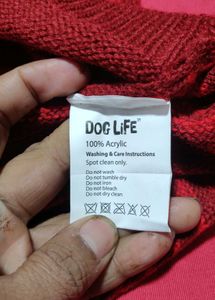 DOG LiFE
100% Acrylic
Washing & Care Instructions
Spot clean only.
Do not wash
Do not tumble dry
Do not iron
Do not bleach
Do not dry clean